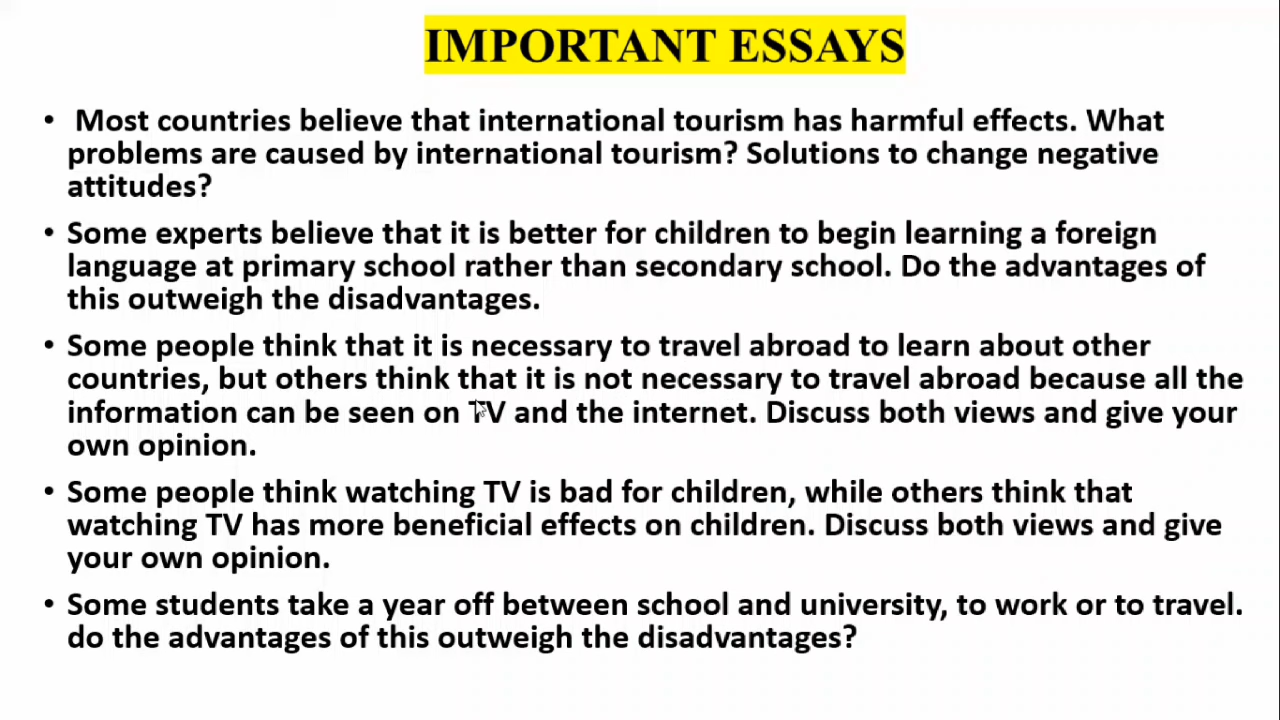 IMPORTANT ESSAYS
• Most countries believe that international tourism has harmful effects. What
problems are caused by international tourism? Solutions to change negative
attitudes?
• Some experts believe that it is better for children to begin learning a foreign
language at primary school rather than secondary school. Do the advantages of
this outweigh the disadvantages.
• Some people think that it is necessary to travel abroad to learn about other
countries, but others think that it is not necessary to travel abroad because all the
information can be seen on TV and the internet. Discuss both views and give your
own opinion.
• Some people think watching TV is bad for children, while others think that
watching TV has more beneficial effects on children. Discuss both views and give
your own opinion.
• Some students take a year off between school and university, to work or to travel.
do the advantages of this outweigh the disadvantages?